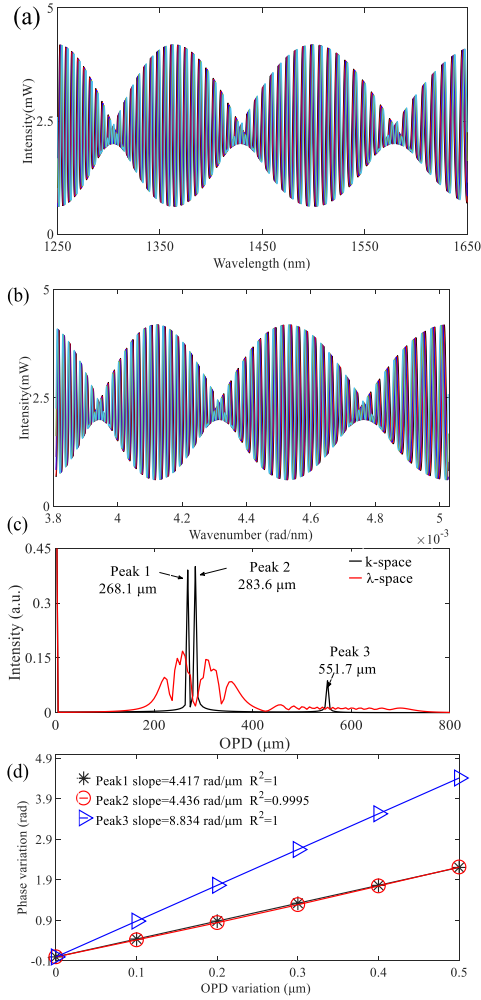 (a)
5
2.5
0
Intensity(mW)
1250
1350
1450
1550
1650
Wavelength (nm)
(b)
5
2.5
0
Intensity(mW)
3.8
4
4.2
4.4
4.6
4.8
5
Wavenumber (rad/nm)
×10⁻³
(c)
0.45
0.3
0.15
0
Intensity (a.u.)
Peak 1
268.1 μm
Peak 2
283.6 μm
k-space
λ-space
Peak 3
551.7 μm
0
200
400
600
800
OPD (μm)
(d)
4.9
3.9
2.9
1.9
0.9
-0.1
Phase variation (rad)
Peak1 slope=4.417 rad/μm R²=1
Peak2 slope=4.436 rad/μm R²=0.9995
Peak3 slope=8.834 rad/μm R²=1
0
0.1
0.2
0.3
0.4
0.5
OPD variation (μm)